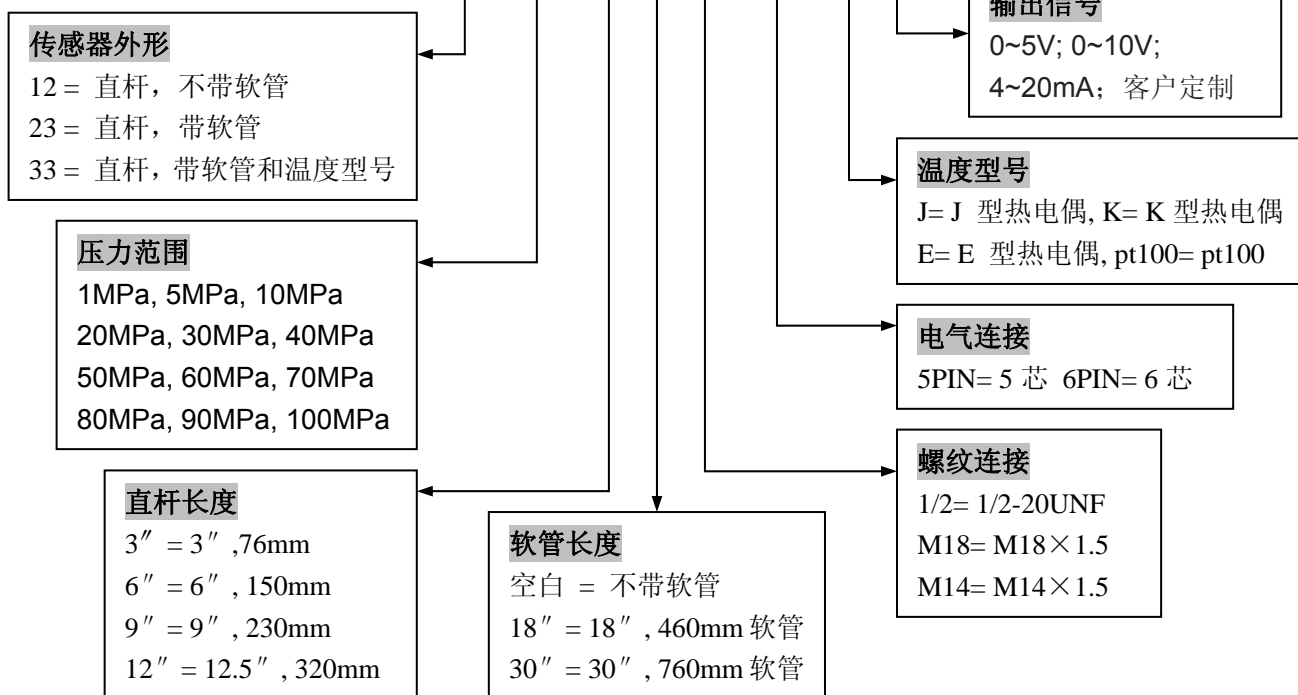 传感器外形
12 = 直杆，不带软管
23 = 直杆，带软管
33 = 直杆，带软管和温度型号
压力范围
1MPa, 5MPa, 10MPa
20MPa, 30MPa, 40MPa
50MPa, 60MPa, 70MPa
80MPa, 90MPa, 100MPa
直杆长度
3″ = 3″ ,76mm
6″ = 6″ , 150mm
9″ = 9″ , 230mm
12″ = 12.5″ , 320mm
软管长度
空白 = 不带软管
18″ = 18″ , 460mm 软管
30″ = 30″ , 760mm 软管
输出信号
0~5V; 0~10V;
4~20mA；客户定制
温度型号
J= J 型热电偶, K= K 型热电偶
E= E 型热电偶, pt100= pt100
电气连接
5PIN= 5 芯 6PIN= 6 芯
螺纹连接
1/2= 1/2-20UNF
M18= M18×1.5
M14= M14×1.5